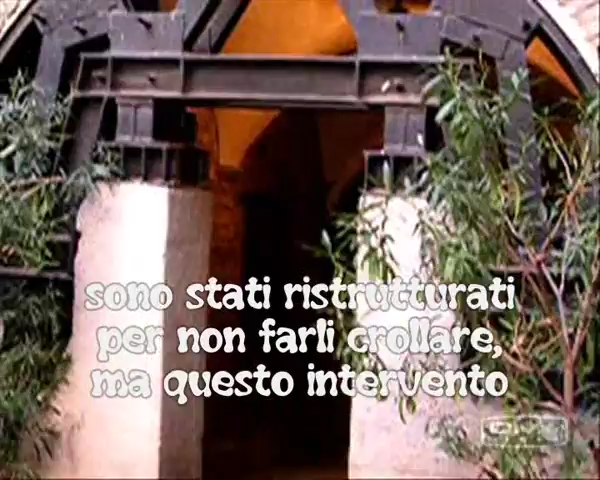 sono stati ristrutturati
per non farli crollare,
ma questo intervento